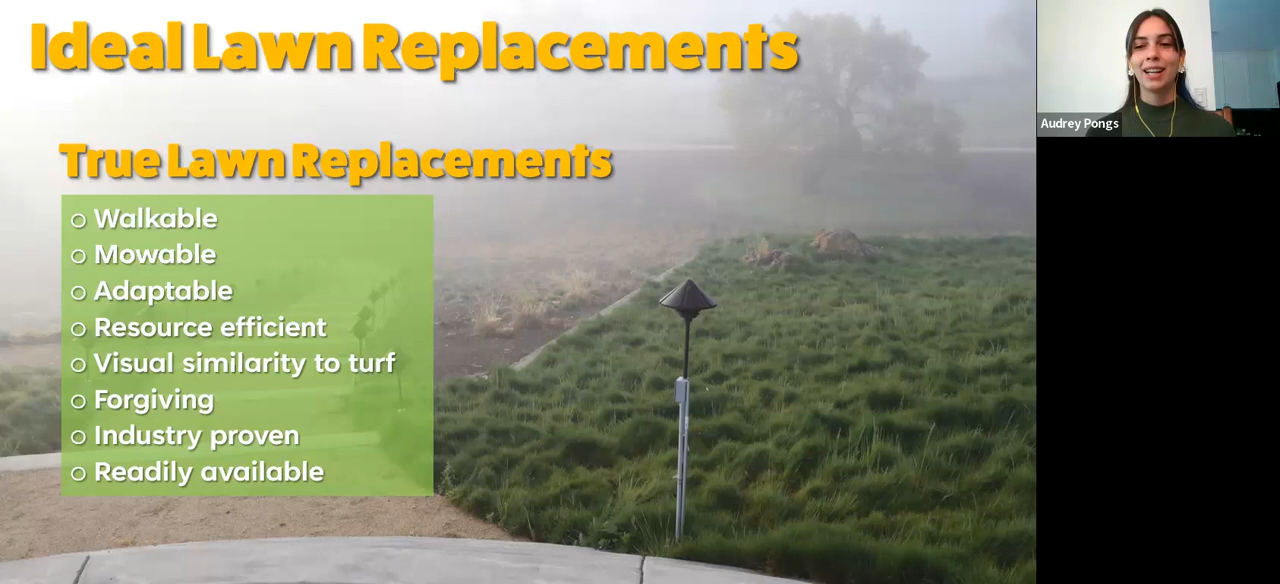 Ideal Lawn Replacements
True Lawn Replacements
○ Walkable
○ Mowable
○ Adaptable
○ Resource efficient
○ Visual similarity to turf
○ Forgiving
○ Industry proven
○ Readily available
Audrey Pongs